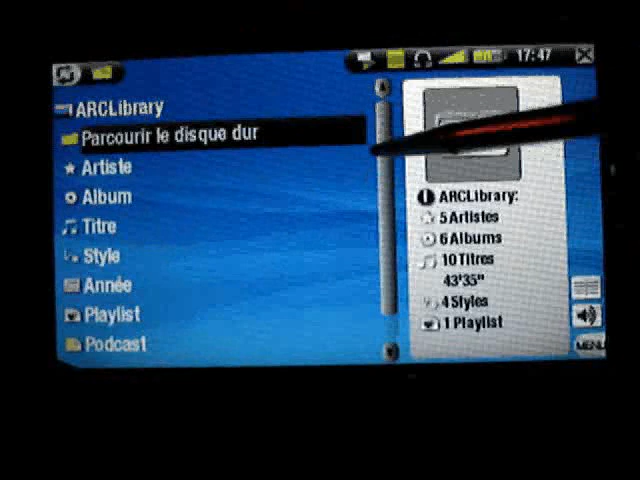 17:47
ARCLibrary
Parcourir le disque dur
Artiste
Album
Titre
Style
Année
Playlist
Podcast
ARCLibrary:
5 Artistes
6 Albums
10 Titres
43'35"
4 Styles
1 Playlist
MENU